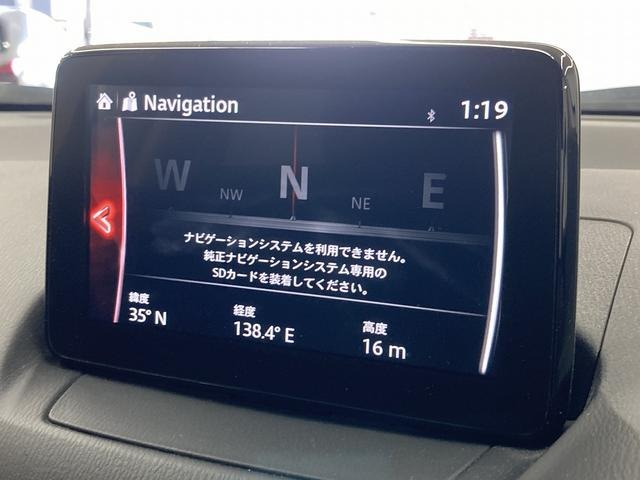 Navigation 1:19
W NW N NE E
ナビゲーションシステムを利用できません。
純正ナビゲーションシステム専用の
SDカードを装着してください。
緯度 経度 高度
35° N 138.4° E 16 m